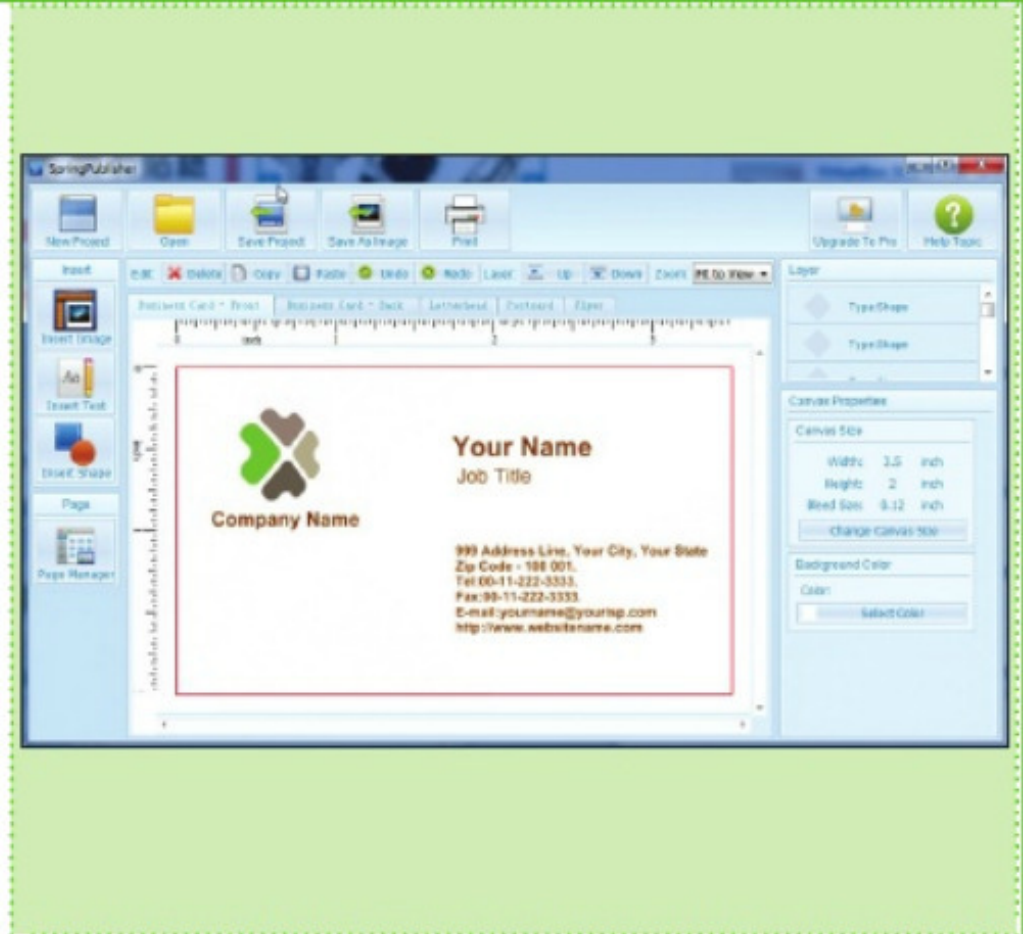 SpringPublisher
New Project
Open
Save Project
Save As Image
Print
Upgrade To Pro
Help Topic
Insert
Edit: Delete Copy Paste Undo Redo Layer Up Down Zoom Fit to View
Layer
Business Card - Front Business Card - Back Letterhead Postcard Flyer
Insert Image
Insert Text
Insert Shape
Page
Page Manager
0 inch 1 2 3
Type:Shape
Type:Shape
Your Name
Job Title
Company Name
999 Address Line, Your City, Your State
Zip Code - 100 001.
Tel:00-11-222-3333.
Fax:00-11-222-3333.
E-mail:yourname@yourisp.com
http://www.websitename.com
Canvas Properties
Canvas Size
Width: 3.5 inch
Height: 2 inch
Bleed Size: 0.12 inch
Change Canvas Size
Background Color
Color:
Select Color